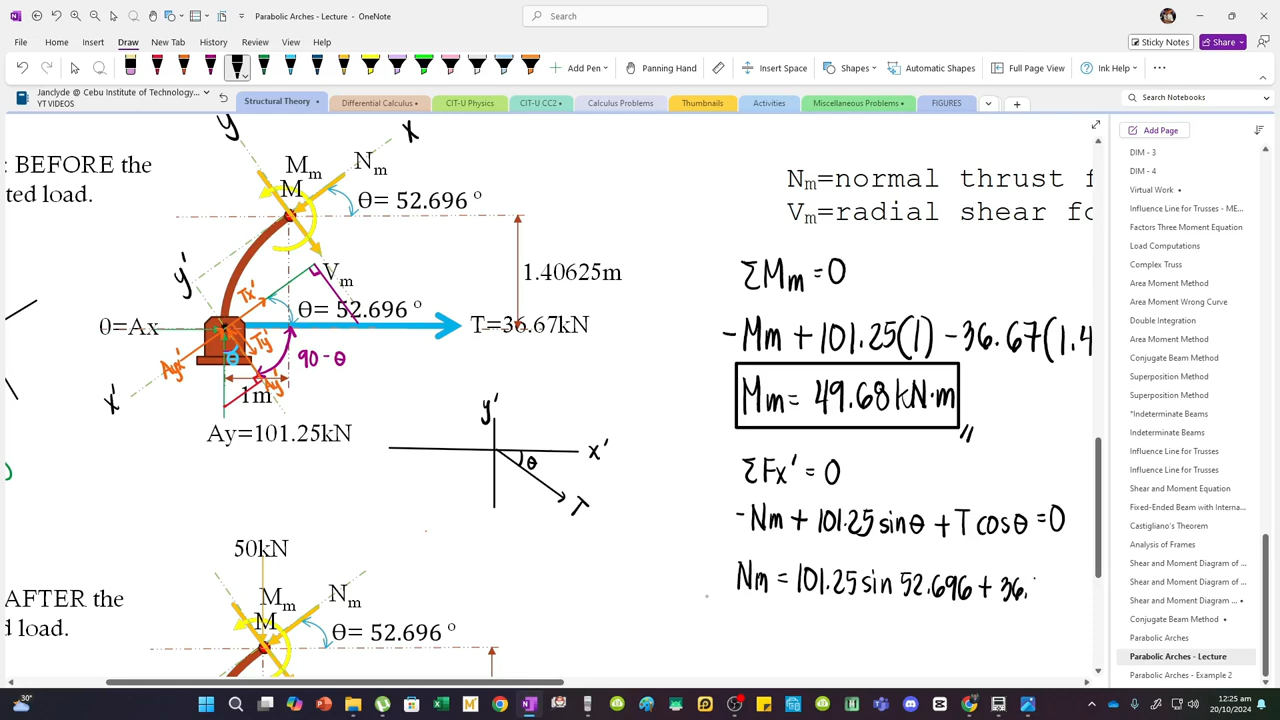 Parabolic Arches - Lecture - OneNote
Search
File Home Insert Draw New Tab History Review View Help
Sticky Notes
Share
Add Pen
Panning Hand
Insert Space
Shapes
Automatic Shapes
Full Page View
Ink Help
Janclyde @ Cebu Institute of Technology...
YT VIDEOS
Structural Theory
Differential Calculus
CIT-U Physics
CIT-U CC2
Calculus Problems
Thumbnails
Activities
Miscellaneous Problems
FIGURES
Search Notebooks
Add Page
DIM - 3
DIM - 4
Virtual Work
Influence Line for Trusses - ME...
Factors Three Moment Equation
Load Computations
Complex Truss
Area Moment Method
Area Moment Wrong Curve
Double Integration
Area Moment Method
Conjugate Beam Method
Superposition Method
Superposition Method
*Indeterminate Beams
Indeterminate Beams
Influence Line for Trusses
Influence Line for Trusses
Shear and Moment Equation
Fixed-Ended Beam with Interna...
Castigliano's Theorem
Analysis of Frames
Shear and Moment Diagram of ...
Shear and Moment Diagram of ...
Shear and Moment Diagram ...
Conjugate Beam Method
Parabolic Arches
Parabolic Arches - Lecture
Parabolic Arches - Example 2
: BEFORE the
ted load.
y
x
Mm
Nm
M
θ= 52.696 °
1.40625m
y'
Tx'
Vm
θ= 52.696 °
0=Ax
T=36.67kN
Ty'
Ay'
θ
90 - θ
Ay'
x'
1m
Ay=101.25kN
y'
x'
θ
T
50kN
AFTER the
d load.
Mm
Nm
M
θ= 52.696 °
Nm=normal thrust f
Vm=radial shear fo
ΣMm = 0
-Mm + 101.25(1) - 36.67(1.4
Mm = 49.68 kN·m
ΣFx' = 0
-Nm + 101.25 sinθ + T cosθ = 0
Nm = 101.25 sin 52.696 + 36.
30°
8:25 pm
20/10/2024